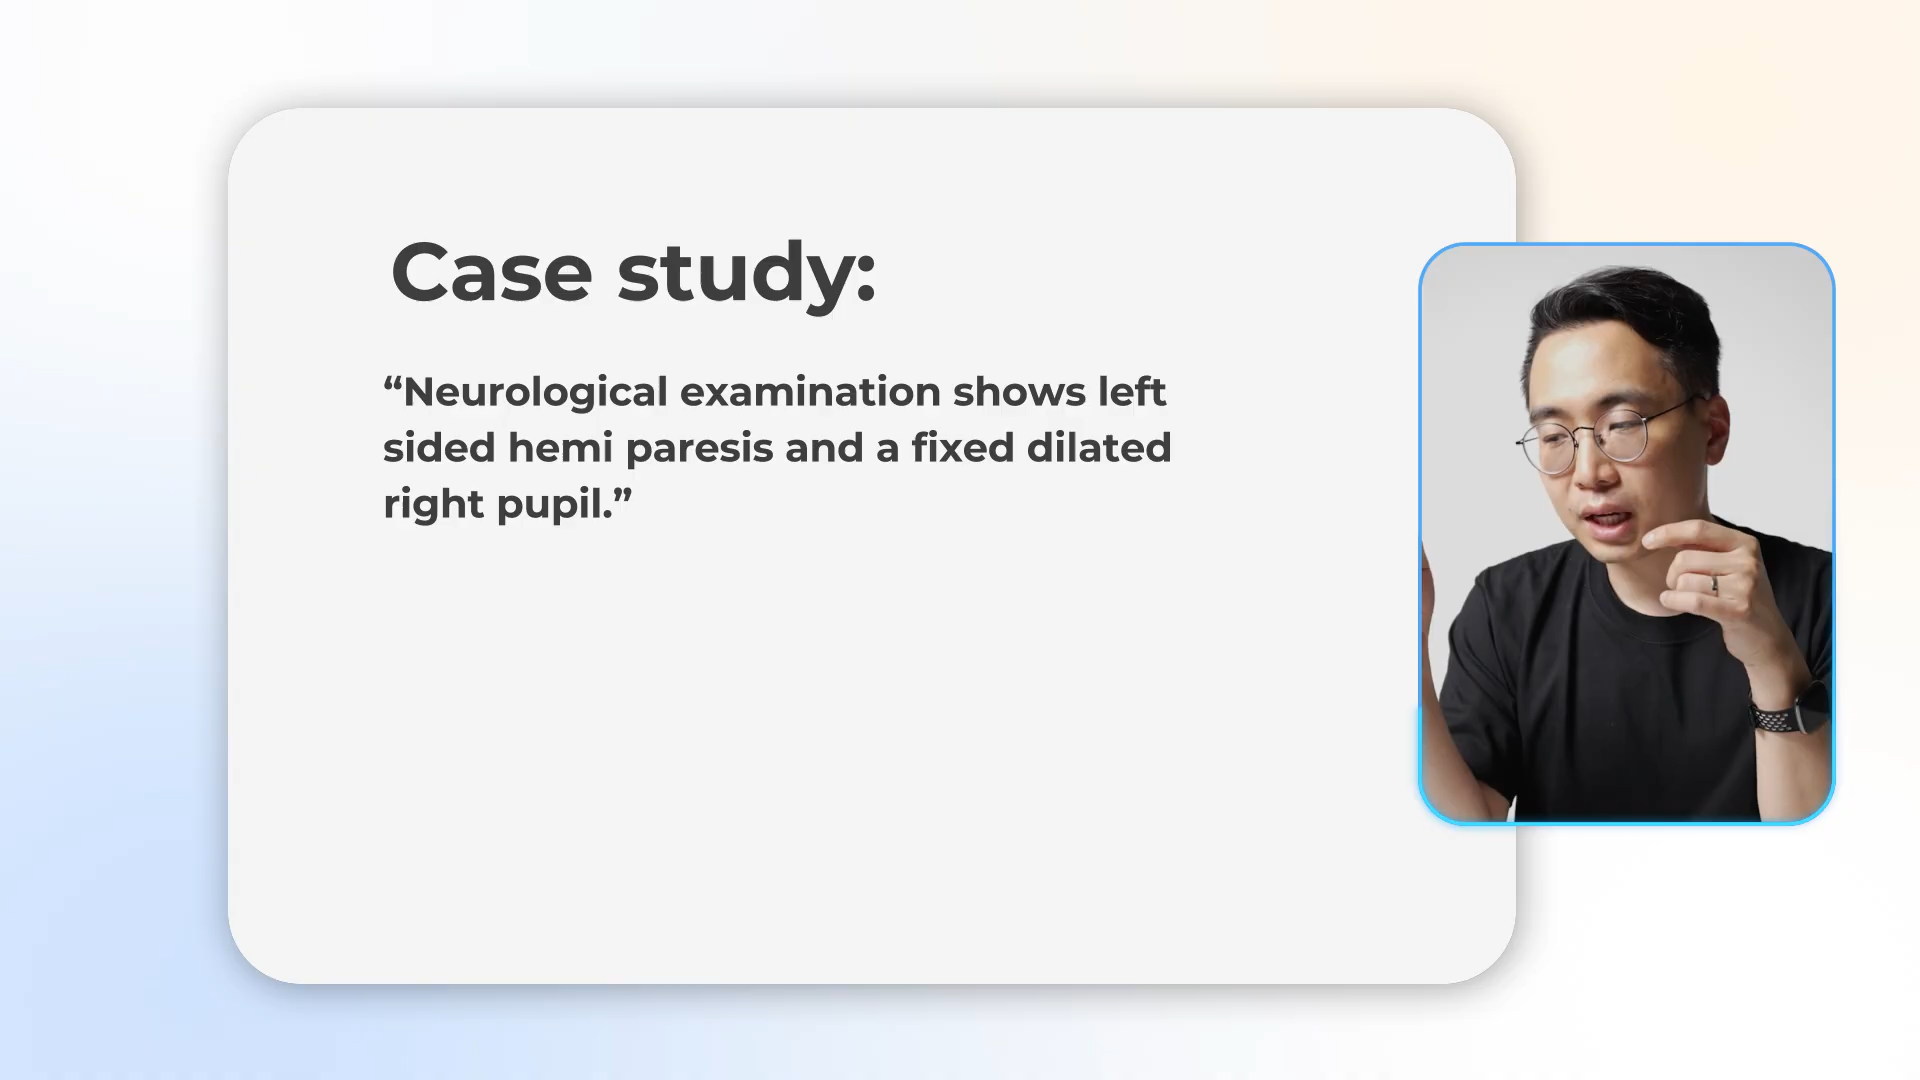 Case study:
“Neurological examination shows left
sided hemi paresis and a fixed dilated
right pupil.”